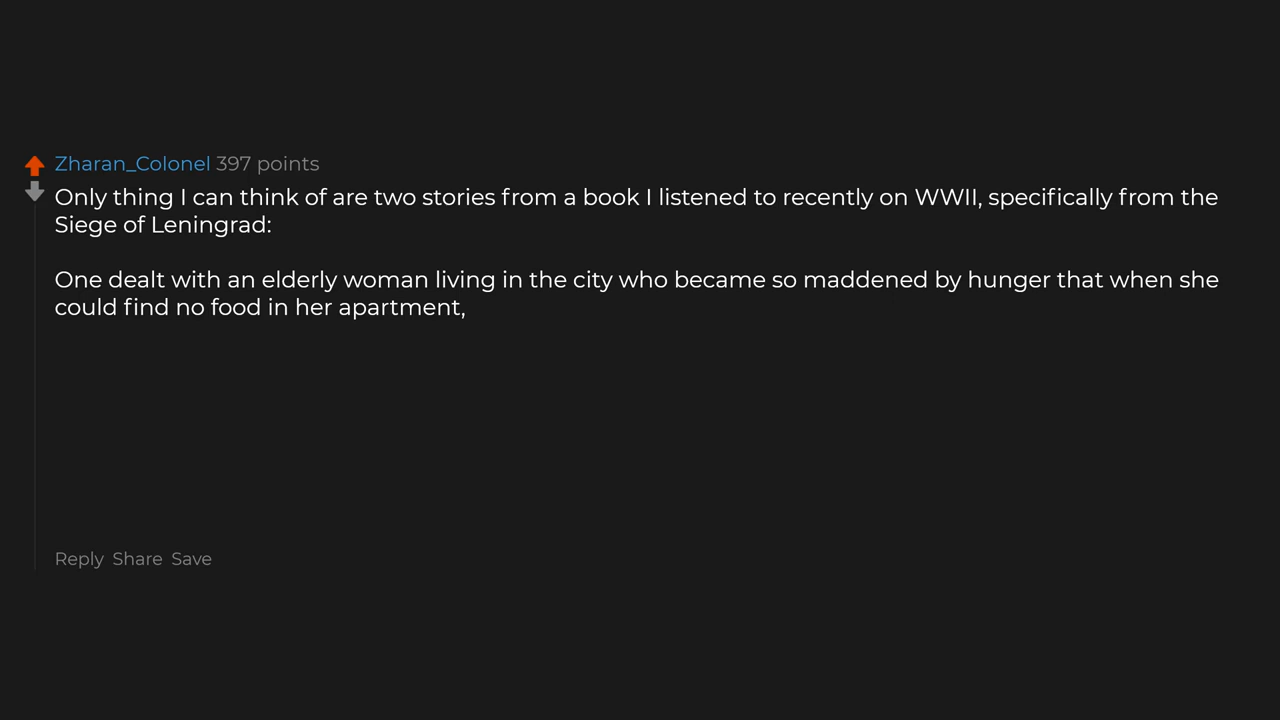 Zharan_Colonel 397 points
Only thing I can think of are two stories from a book I listened to recently on WWII, specifically from the
Siege of Leningrad:
One dealt with an elderly woman living in the city who became so maddened by hunger that when she
could find no food in her apartment,
Reply Share Save